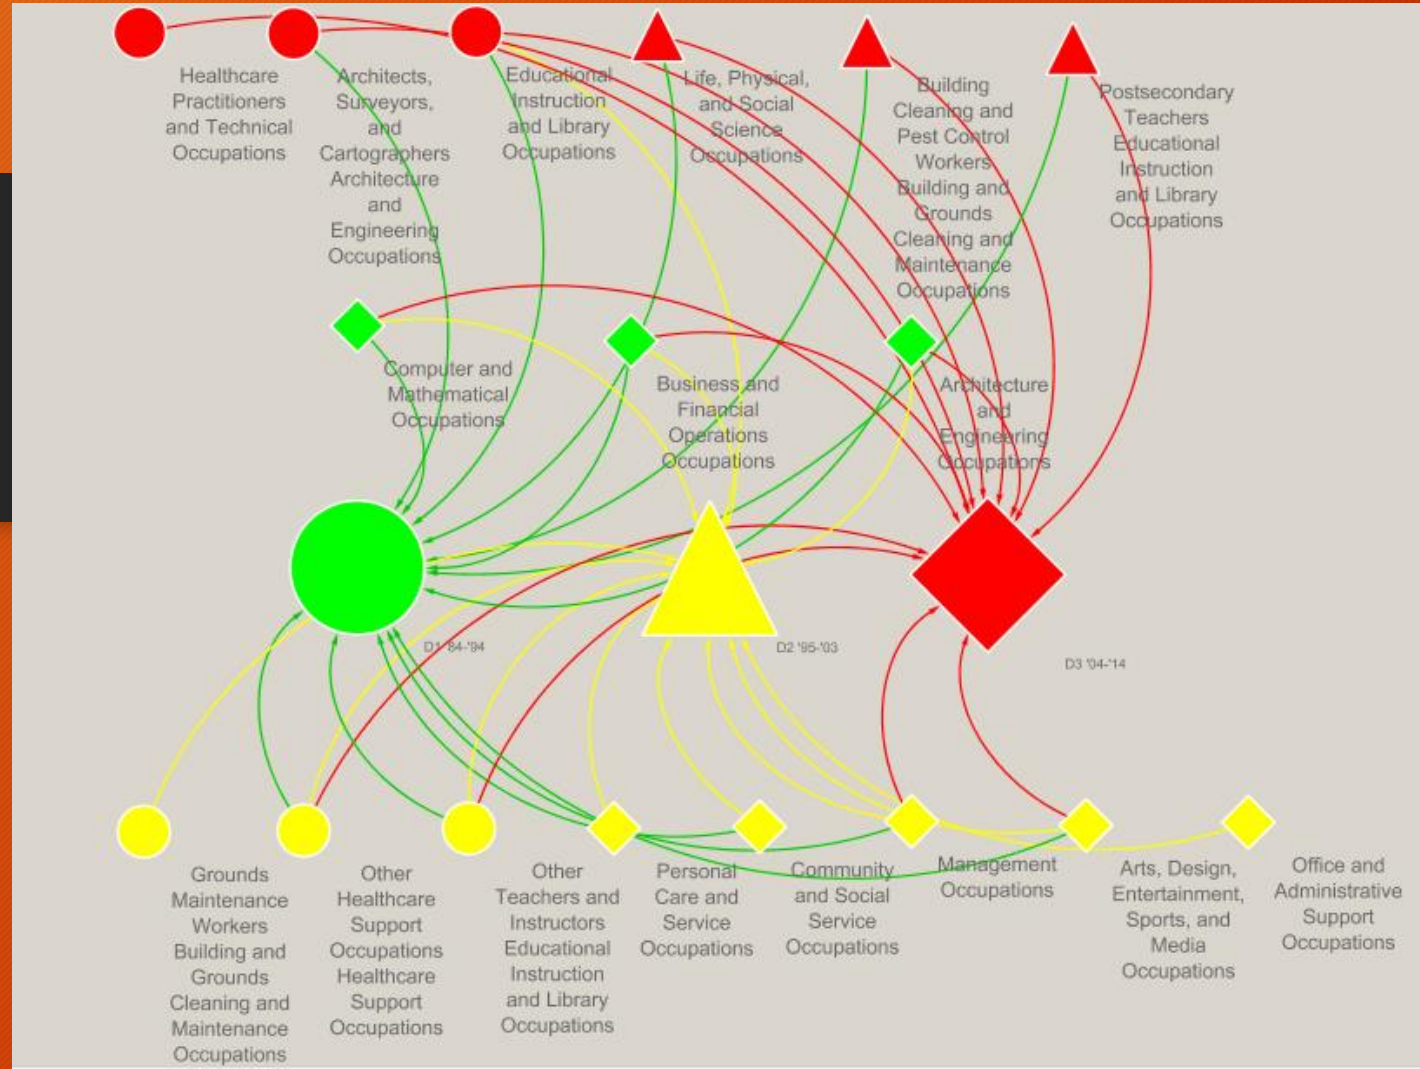 Healthcare
Practitioners
and Technical
Occupations
Architects,
Surveyors,
and
Cartographers
Architecture
and
Engineering
Occupations
Educational
Instruction
and Library
Occupations
Life, Physical,
and Social
Science
Occupations
Building
Cleaning and
Pest Control
Workers
Building and
Grounds
Cleaning and
Maintenance
Occupations
Postsecondary
Teachers
Educational
Instruction
and Library
Occupations
Computer and
Mathematical
Occupations
Business and
Financial
Operations
Occupations
Architecture
and
Engineering
Occupations
D1 '84-'94
D2 '95-'03
D3 '04-'14
Grounds
Maintenance
Workers
Building and
Grounds
Cleaning and
Maintenance
Occupations
Other
Healthcare
Support
Occupations
Healthcare
Support
Occupations
Other
Teachers and
Instructors
Educational
Instruction
and Library
Occupations
Personal
Care and
Service
Occupations
Community
and Social
Service
Occupations
Management
Occupations
Arts, Design,
Entertainment,
Sports, and
Media
Occupations
Office and
Administrative
Support
Occupations